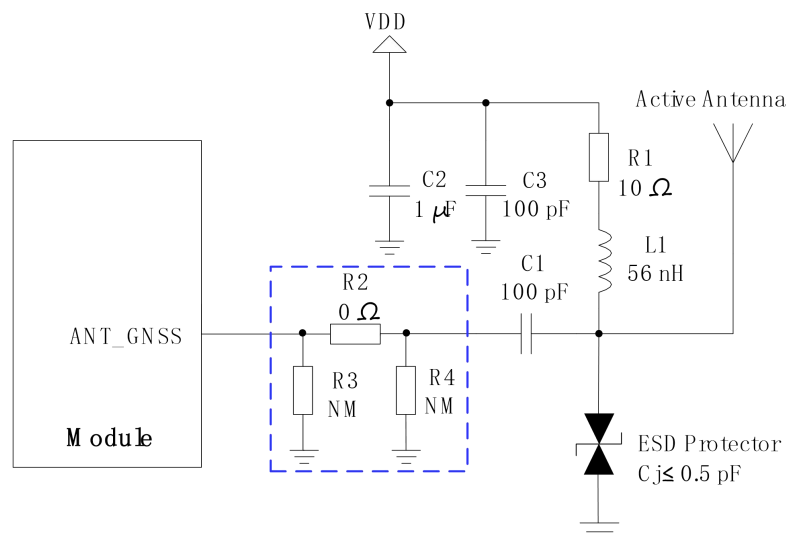 VDD
Active Antenna
R1
10 Ω
C2
1 μF
C3
100 pF
L1
56 nH
C1
100 pF
R2
0 Ω
ANT_GNSS
R3
NM
R4
NM
Module
ESD Protector
Cj≤ 0.5 pF